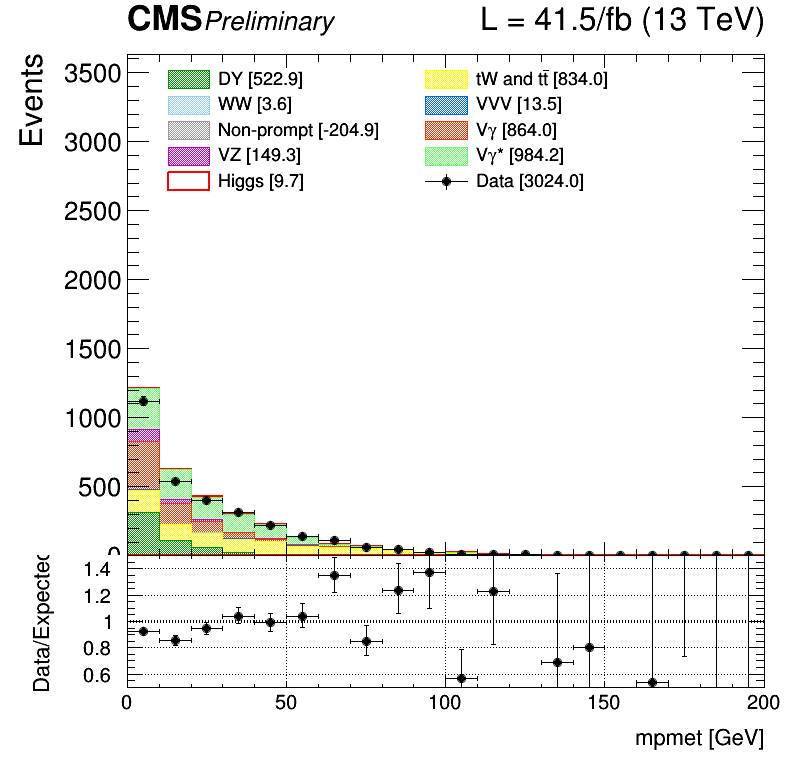 CMS Preliminary L = 41.5/fb (13 TeV)
Events
3500
3000
2500
2000
1500
1000
500
0
DY [522.9]
WW [3.6]
Non-prompt [-204.9]
VZ [149.3]
Higgs [9.7]
tW and tt̄ [834.0]
VVV [13.5]
Vγ [864.0]
Vγ* [984.2]
Data [3024.0]
Data/Expected
1.4
1.2
1
0.8
0.6
0 50 100 150 200
mpmet [GeV]